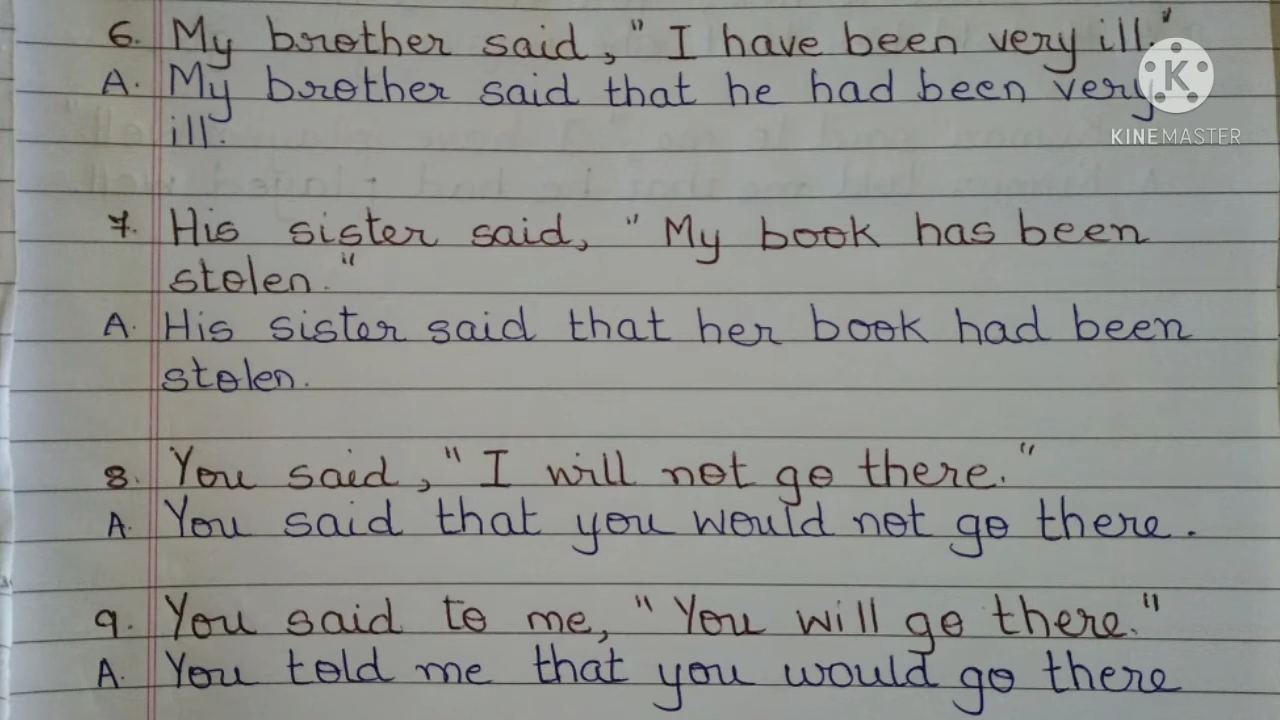 6. My brother said, "I have been very ill."
A. My brother said that he had been very
ill.
7. His sister said, "My book has been
stolen."
A. His sister said that her book had been
stolen.
8. You said, "I will not go there."
A. You said that you would not go there.
9. You said to me, "You will go there."
A. You told me that you would go there
K
KINEMASTER